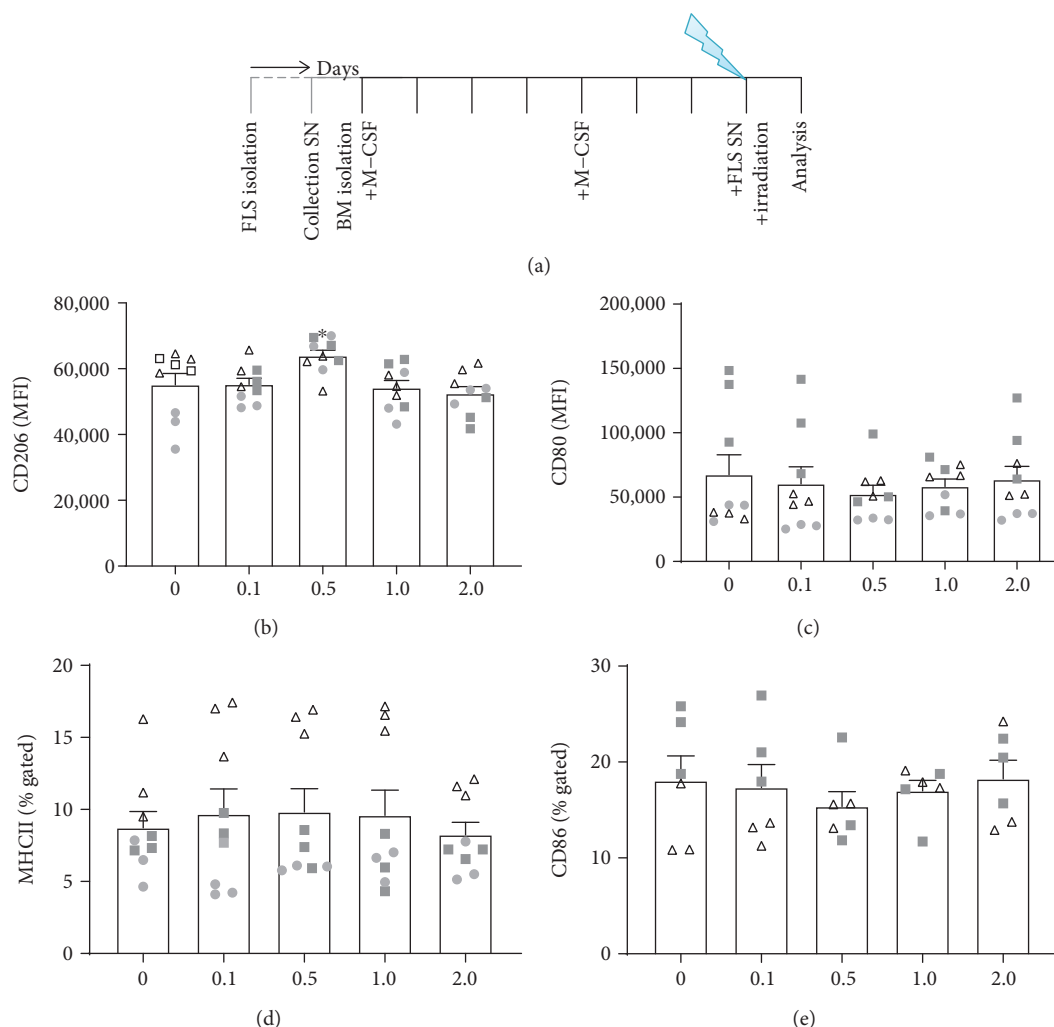 Days
FLS isolation
Collection SN
BM isolation
+M–CSF
+M–CSF
+FLS SN
+irradiation
Analysis
(a)
CD206 (MFI)
80,000
60,000
40,000
20,000
0
*
0 0.1 0.5 1.0 2.0
(b)
CD80 (MFI)
200,000
150,000
100,000
50,000
0
0 0.1 0.5 1.0 2.0
(c)
MHCII (% gated)
20
15
10
5
0
0 0.1 0.5 1.0 2.0
(d)
CD86 (% gated)
30
20
10
0
0 0.1 0.5 1.0 2.0
(e)